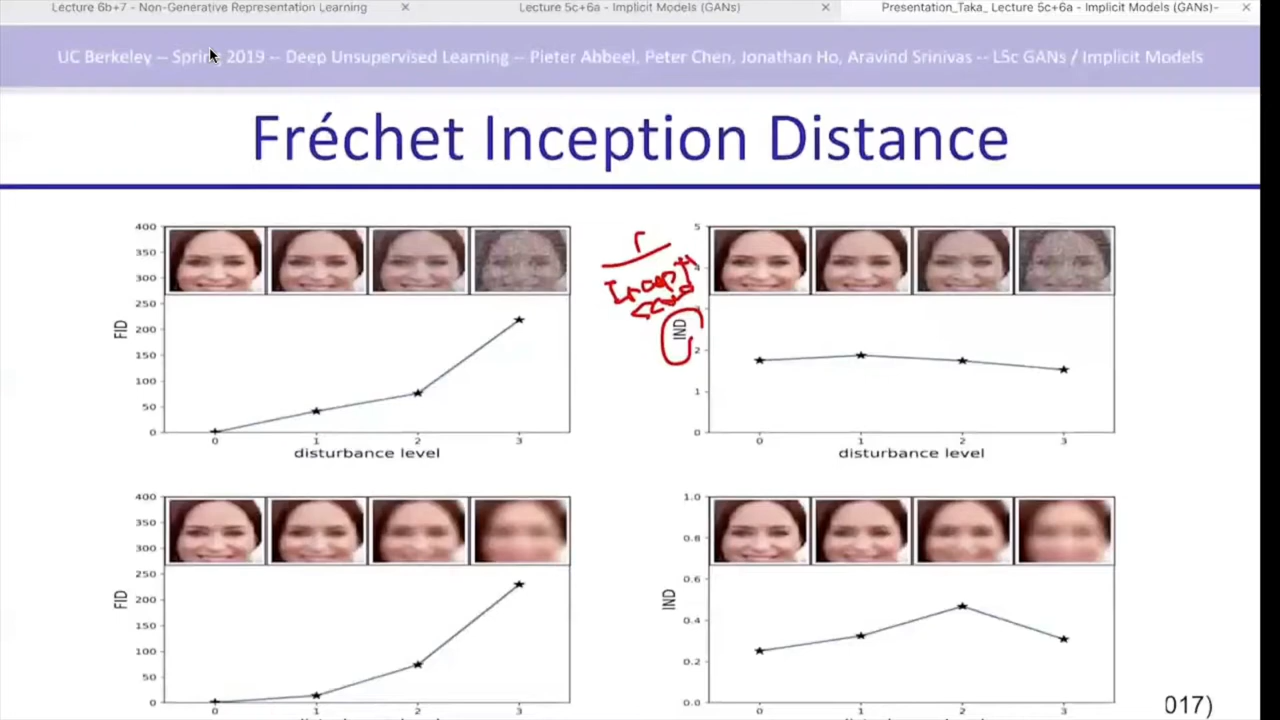 Lecture 6b+7 - Non-Generative Representation Learning × Lecture 5c+6a - Implicit Models (GANs) × Presentation_Taka_ Lecture 5c+6a - Implicit Models (GANs)- ×
UC Berkeley -- Spring 2019 -- Deep Unsupervised Learning -- Pieter Abbeel, Peter Chen, Jonathan Ho, Aravind Srinivas -- L5c GANs / Implicit Models
Fréchet Inception Distance
400
350
300
250
200
150
100
50
0
FID
0 1 2 3
disturbance level
5
2
1
0
IND
0 1 2 3
disturbance level
400
350
300
250
200
150
100
50
0
FID
0 1 2 3
1.0
0.8
0.6
0.4
0.2
0.0
IND
0 1 2 3
017)